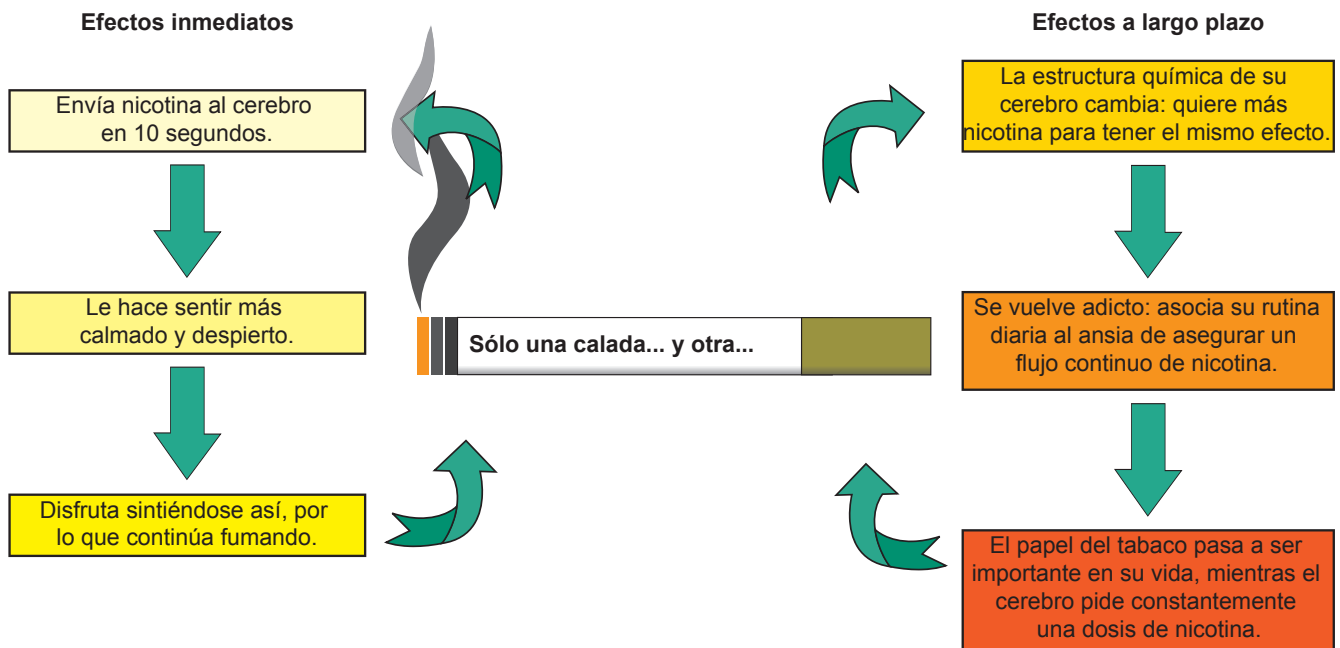 Efectos inmediatos
Envía nicotina al cerebro
en 10 segundos.
Le hace sentir más
calmado y despierto.
Disfruta sintiéndose así, por
lo que continúa fumando.
Sólo una calada... y otra...
Efectos a largo plazo
La estructura química de su
cerebro cambia: quiere más
nicotina para tener el mismo efecto.
Se vuelve adicto: asocia su rutina
diaria al ansia de asegurar un
flujo continuo de nicotina.
El papel del tabaco pasa a ser
importante en su vida, mientras el
cerebro pide constantemente
una dosis de nicotina.